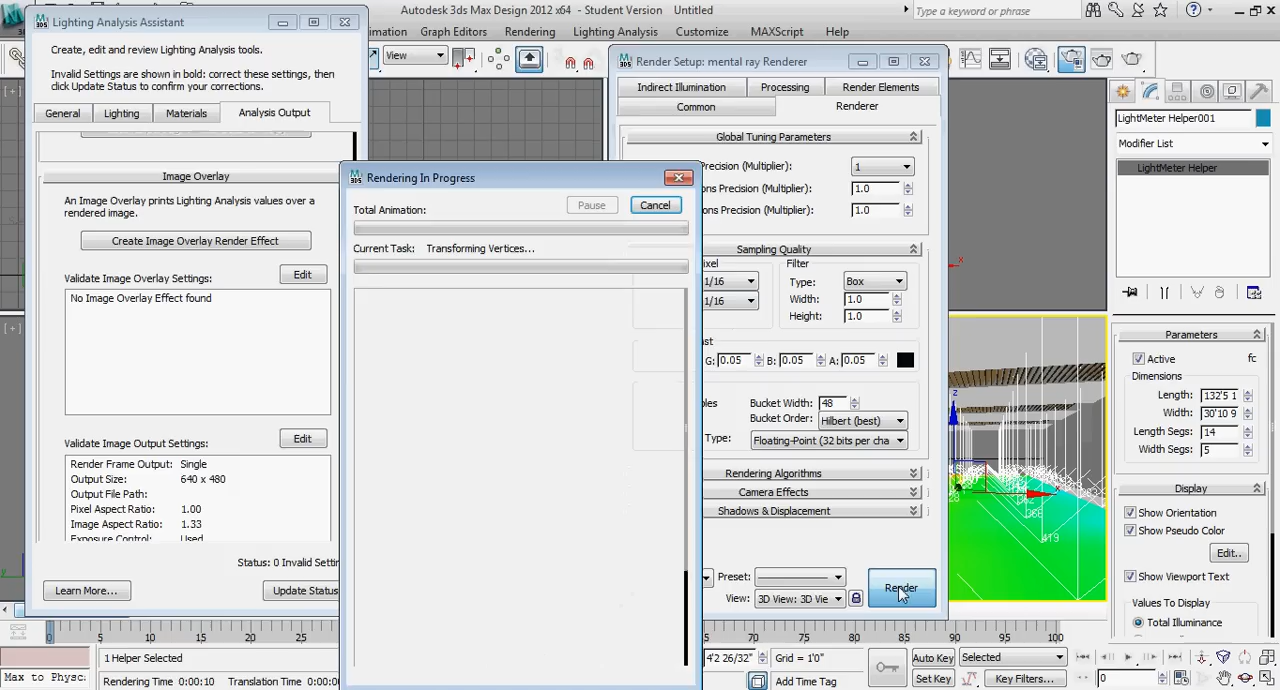 Autodesk 3ds Max Design 2012 x64 - Student Version Untitled
Type a keyword or phrase
Graph Editors Rendering Lighting Analysis Customize MAXScript Help
View
Lighting Analysis Assistant
Create, edit and review Lighting Analysis tools.
Invalid Settings are shown in bold: correct these settings, then
click Update Status to confirm your corrections.
General Lighting Materials Analysis Output
Image Overlay
An Image Overlay prints Lighting Analysis values over a
rendered image.
Create Image Overlay Render Effect
Validate Image Overlay Settings: Edit
No Image Overlay Effect found
Validate Image Output Settings: Edit
Render Frame Output: Single
Output Size: 640 x 480
Output File Path:
Pixel Aspect Ratio: 1.00
Image Aspect Ratio: 1.33
Exposure Control: Used
Status: 0 Invalid Settin
Learn More... Update Status
Rendering In Progress
Total Animation: Pause Cancel
Current Task: Transforming Vertices...
Render Setup: mental ray Renderer
Indirect Illumination Processing Render Elements
Common Renderer
Global Tuning Parameters
Precision (Multiplier): 1
ons Precision (Multiplier): 1.0
ons Precision (Multiplier): 1.0
Sampling Quality
ixel Filter
1/16 Type: Box
1/16 Width: 1.0
Height: 1.0
ast
G: 0.05 B: 0.05 A: 0.05
ples Bucket Width: 48
Bucket Order: Hilbert (best)
Type: Floating-Point (32 bits per cha
Rendering Algorithms
Camera Effects
Shadows & Displacement
Preset: Render
View: 3D View: 3D Vie
LightMeter Helper001
Modifier List
LightMeter Helper
Parameters
Active fc
Dimensions
Length: 132'5 1
Width: 30'10 9
Length Segs: 14
Width Segs: 5
Display
Show Orientation
Show Pseudo Color
Edit..
Show Viewport Text
Values To Display
Total Illuminance
z
x
419
0 5 10 15 20 25 30 70 75 80 85 90 95 100
1 Helper Selected 4'2 26/32" Grid = 1'0" Auto Key Selected
Max to Physc Rendering Time 0:00:10 Translation Time 0:00 Add Time Tag Set Key Key Filters... 0